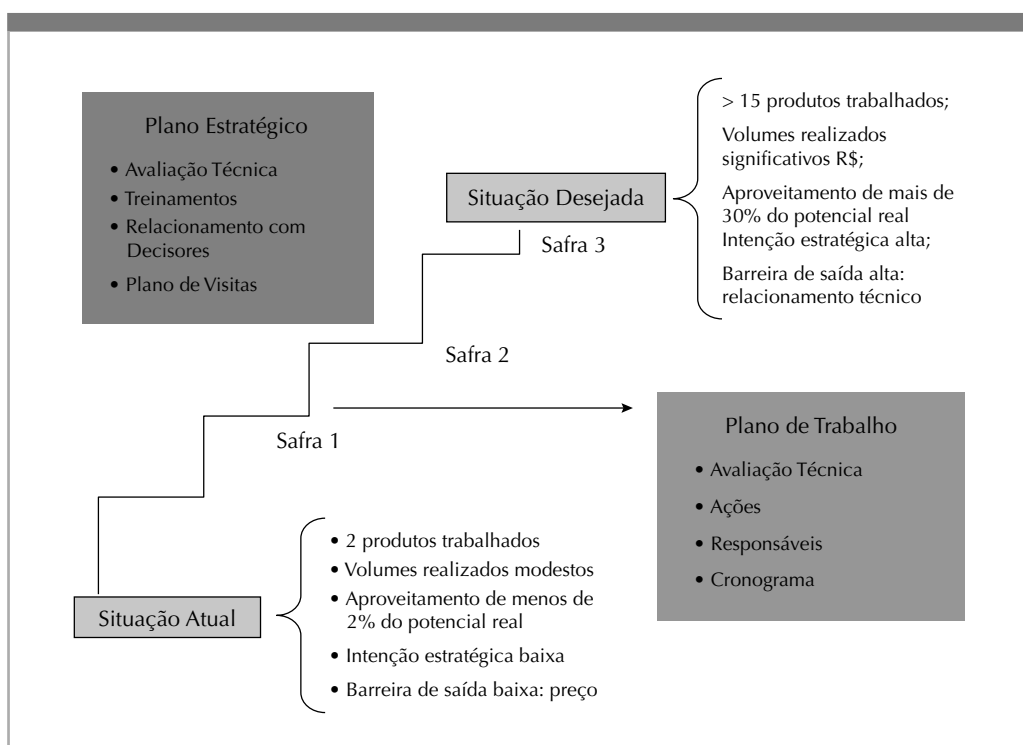 Plano Estratégico
• Avaliação Técnica
• Treinamentos
• Relacionamento com
Decisores
• Plano de Visitas
Situação Desejada
> 15 produtos trabalhados;
Volumes realizados
significativos R$;
Aproveitamento de mais de
30% do potencial real
Intenção estratégica alta;
Barreira de saída alta:
relacionamento técnico
Safra 3
Safra 2
Safra 1
Plano de Trabalho
• Avaliação Técnica
• Ações
• Responsáveis
• Cronograma
Situação Atual
• 2 produtos trabalhados
• Volumes realizados modestos
• Aproveitamento de menos de
2% do potencial real
• Intenção estratégica baixa
• Barreira de saída baixa: preço